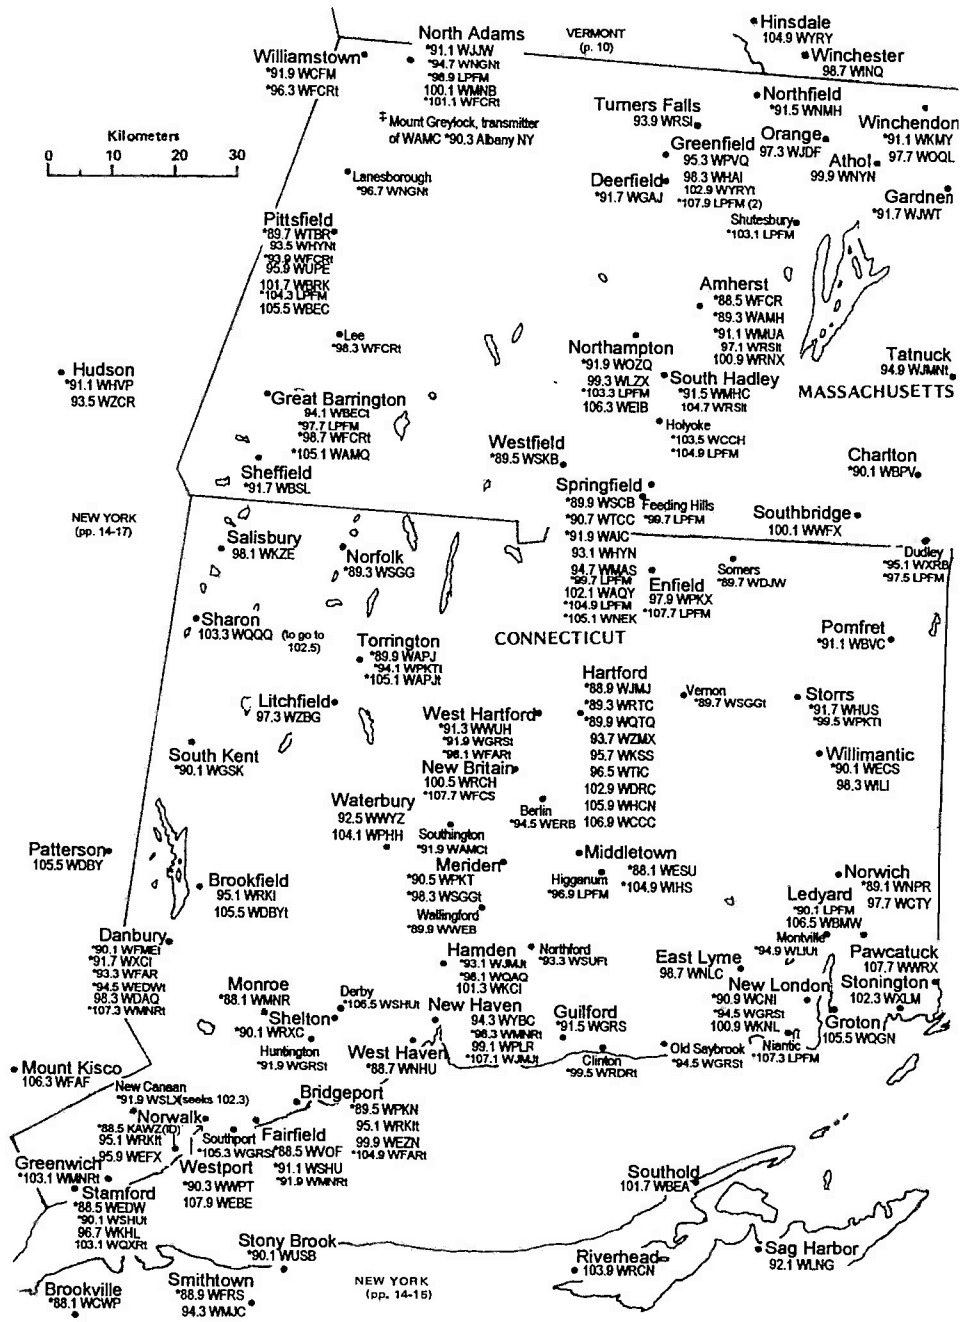 Hinsdale
104.9 WYRY
Winchester
98.7 WINQ
VERMONT
(p. 10)
North Adams
*91.1 WJJW
*94.7 WNGNt
*98.9 LPFM
100.1 WMNB
*101.1 WFCRt
Williamstown
*91.9 WCFM
*96.3 WFCRt
‡ Mount Greylock, transmitter
of WAMC *90.3 Albany NY
Kilometers
0 10 20 30
Northfield
*91.5 WNMH
Turners Falls
93.9 WRSI
Orange
97.3 WJDF
Winchendon
*91.1 WKMY
97.7 WOQL
Greenfield
95.3 WPVQ
98.3 WHAI
102.9 WYRYt
*107.9 LPFM (2)
Athol
99.9 WNYN
Deerfield
*91.7 WGAJ
Gardner
*91.7 WJWT
Shutesbury
*103.1 LPFM
Lanesborough
*96.7 WNGNt
Pittsfield
*89.7 WTBR
93.5 WHYNt
*93.9 WFCRt
95.9 WUPE
101.7 WBRK
*104.3 LPFM
105.5 WBEC
Amherst
*88.5 WFCR
*89.3 WAMH
*91.1 WMUA
97.1 WRSIt
100.9 WRNX
Lee
*98.3 WFCRt
Hudson
*91.1 WHVP
93.5 WZCR
Northampton
*91.9 WOZQ
99.3 WLZX
*103.3 LPFM
106.3 WEIB
South Hadley
*91.5 WMHC
104.7 WRSIt
Tatnuck
94.9 WJMNt
MASSACHUSETTS
Great Barrington
94.1 WBECt
*97.7 LPFM
*98.7 WFCRt
*105.1 WAMQ
Holyoke
*103.5 WCCH
*104.9 LPFM
Westfield
*89.5 WSKB
Charlton
*90.1 WBPV
Sheffield
*91.7 WBSL
Springfield
*89.9 WSCB
*90.7 WTCC
*91.9 WAIC
93.1 WHYN
94.7 WMAS
*99.7 LPFM
102.1 WAQY
*104.9 LPFM
*105.1 WNEK
Feeding Hills
*99.7 LPFM
Southbridge
100.1 WWFX
NEW YORK
(pp. 14-17)
Salisbury
98.1 WKZE
Norfolk
*89.3 WSGG
Dudley
*95.1 WXRB
*97.5 LPFM
Somers
*89.7 WDJW
Enfield
97.9 WPKX
*107.7 LPFM
Sharon
103.3 WQQQ (to go to
102.5)
CONNECTICUT
Pomfret
*91.1 WBVC
Torrington
*89.9 WAPJ
*94.1 WPKTt
*105.1 WAPJt
Hartford
*88.9 WJMJ
*89.3 WRTC
*89.9 WQTQ
93.7 WZMX
95.7 WKSS
96.5 WTIC
102.9 WDRC
105.9 WHCN
106.9 WCCC
Vernon
*89.7 WSGGt
Storrs
*91.7 WHUS
*99.5 WPKTt
Litchfield
97.3 WZBG
West Hartford
*91.3 WWUH
*91.9 WGRSt
*98.1 WFARt
South Kent
*90.1 WGSK
Willimantic
*90.1 WECS
98.3 WILI
New Britain
100.5 WRCH
*107.7 WFCS
Waterbury
92.5 WWYZ
104.1 WPHH
Berlin
*94.5 WERB
Southington
*91.9 WAMCt
Patterson
105.5 WDBY
Meriden
*90.5 WPKT
*98.3 WSGGt
Middletown
*88.1 WESU
*104.9 WIHS
Higganum
*96.9 LPFM
Brookfield
95.1 WRKI
105.5 WDBYt
Norwich
*89.1 WNPR
97.7 WCTY
Ledyard
*90.1 LPFM
106.5 WBMW
Wallingford
*89.9 WWEB
Danbury
*90.1 WFMEt
*91.7 WXCI
*93.3 WFAR
*94.5 WEDWt
98.3 WDAQ
*107.3 WMNRt
Montville
*94.9 WLIUt
Hamden
*93.1 WJMJt
*98.1 WQAQ
101.3 WKCI
Northford
*93.3 WSUFt
East Lyme
98.7 WNLC
Pawcatuck
107.7 WWRX
Monroe
*88.1 WMNR
Derby
*106.5 WSHUt
New London
*90.9 WCNI
*94.5 WGRSt
100.9 WKNL
Stonington
102.3 WXLM
Shelton
*90.1 WRXC
New Haven
94.3 WYBC
*98.3 WMNRt
99.1 WPLR
*107.1 WJMJt
Guilford
*91.5 WGRS
Groton
105.5 WQGN
Huntington
*91.9 WGRSt
West Haven
*88.7 WNHU
Clinton
*99.5 WRDRt
Old Saybrook
*94.5 WGRSt
Niantic
*107.3 LPFM
Mount Kisco
106.3 WFAF
New Canaan
*91.9 WSLX(seeks 102.3)
Bridgeport
*89.5 WPKN
95.1 WRKIt
99.9 WEZN
*104.9 WFARt
Norwalk
*88.5 KAWZ(ID)
95.1 WRKIt
95.9 WEFX
Southport
*105.3 WGRSt
Fairfield
*88.5 WVOF
*91.1 WSHU
*91.9 WMNRt
Greenwich
*103.1 WMNRt
Westport
*90.3 WWPT
107.9 WEBE
Stamford
*88.5 WEDW
*90.1 WSHUt
96.7 WKHL
103.1 WQXRt
Southold
101.7 WBEA
Stony Brook
*90.1 WUSB
Riverhead
103.9 WRCN
Sag Harbor
92.1 WLNG
NEW YORK
(pp. 14-15)
Brookville
*88.1 WCWP
Smithtown
*88.9 WFRS
94.3 WMJC